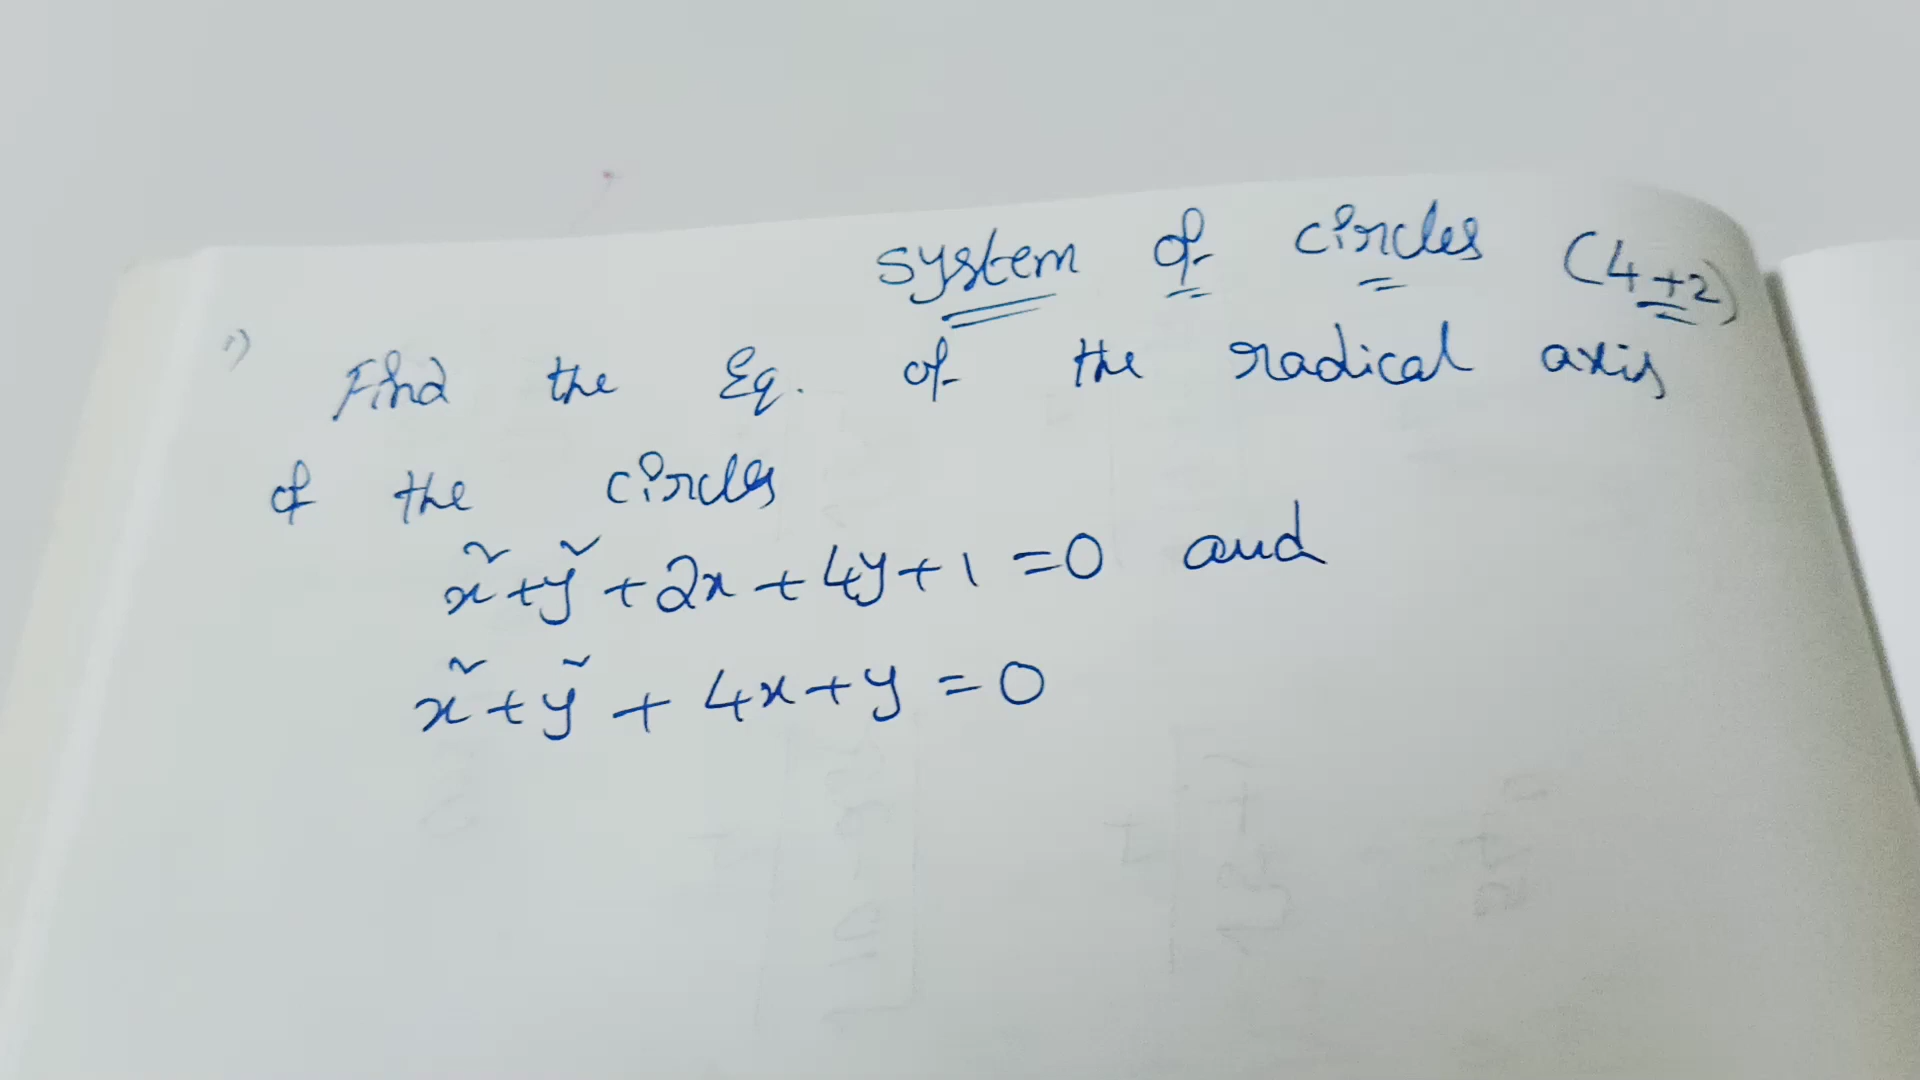 system of circles (4+2)
1) Find the Eq. of the radical axis
of the circles
x²+y²+2x+4y+1=0 and
x²+y²+4x+y=0